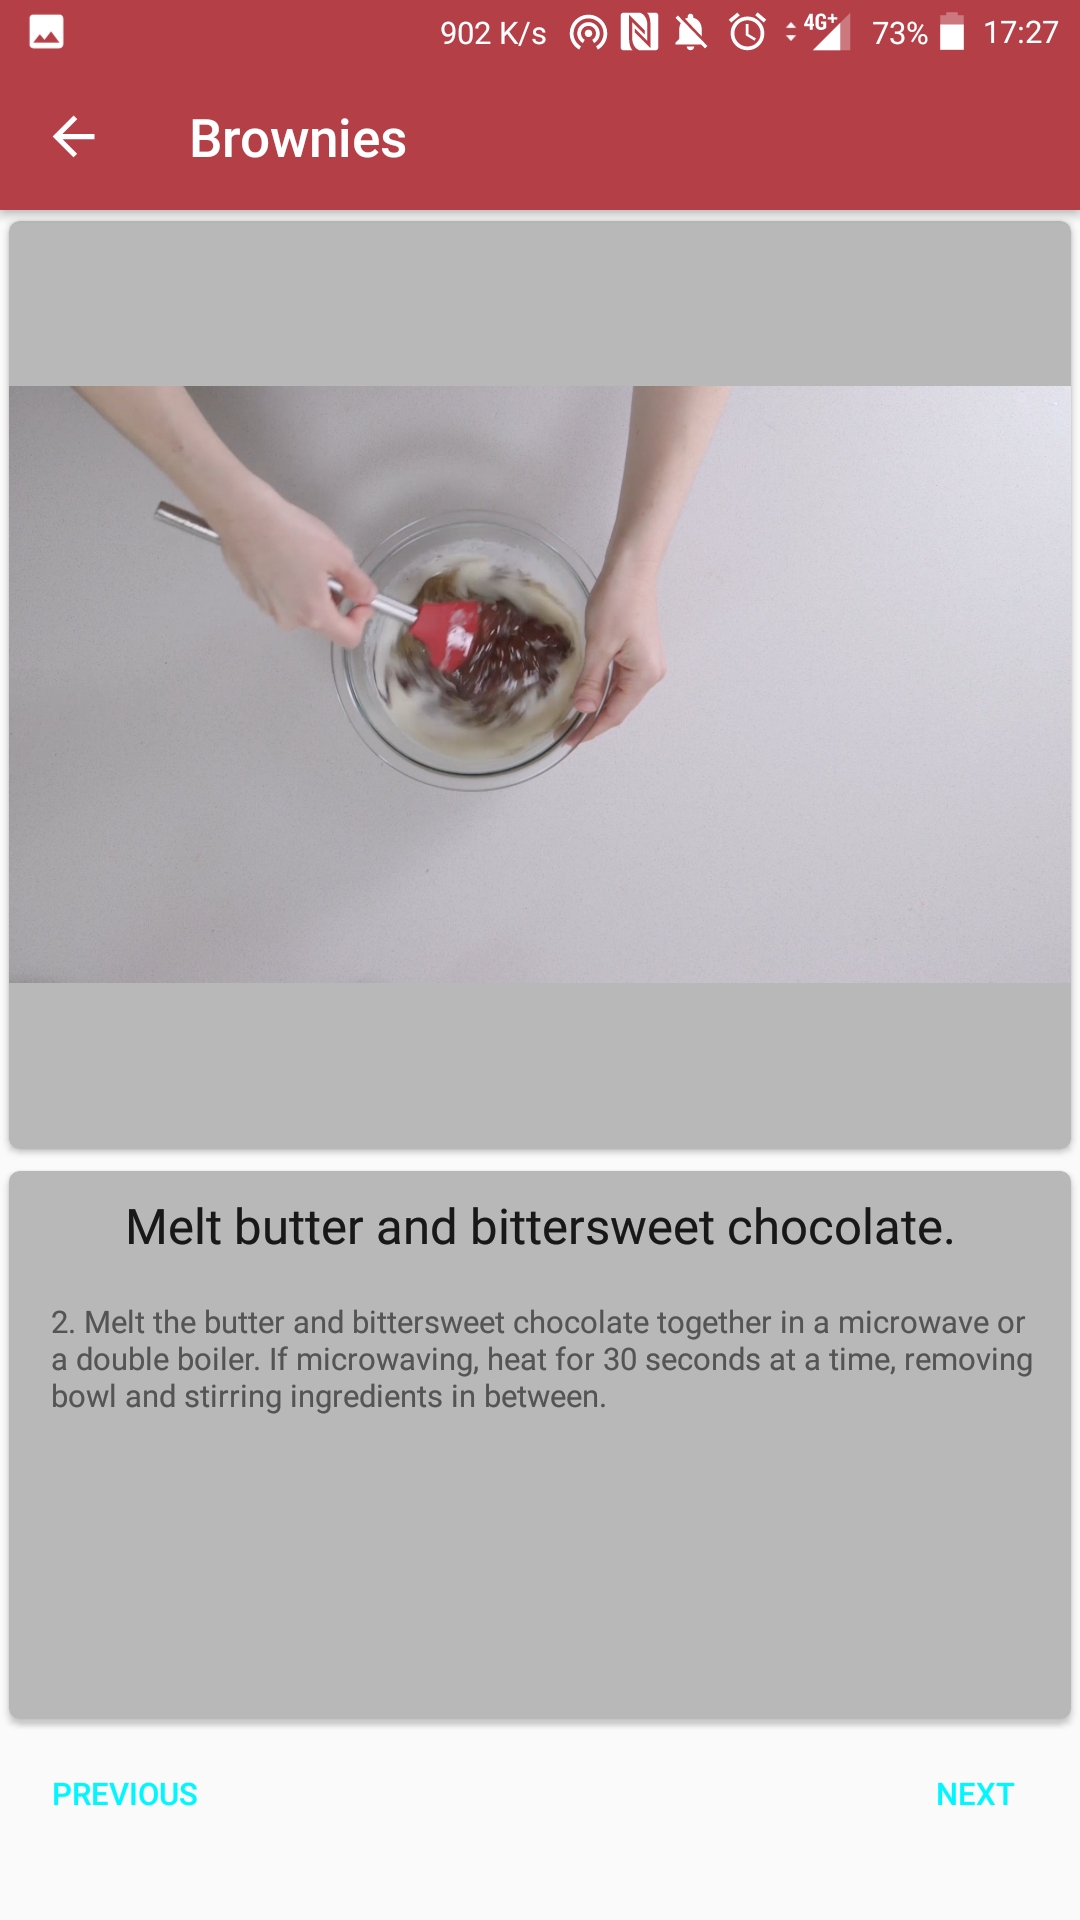 902 K/s 4G+ 73% 17:27
Brownies
Melt butter and bittersweet chocolate.
2. Melt the butter and bittersweet chocolate together in a microwave or
a double boiler. If microwaving, heat for 30 seconds at a time, removing
bowl and stirring ingredients in between.
PREVIOUS NEXT